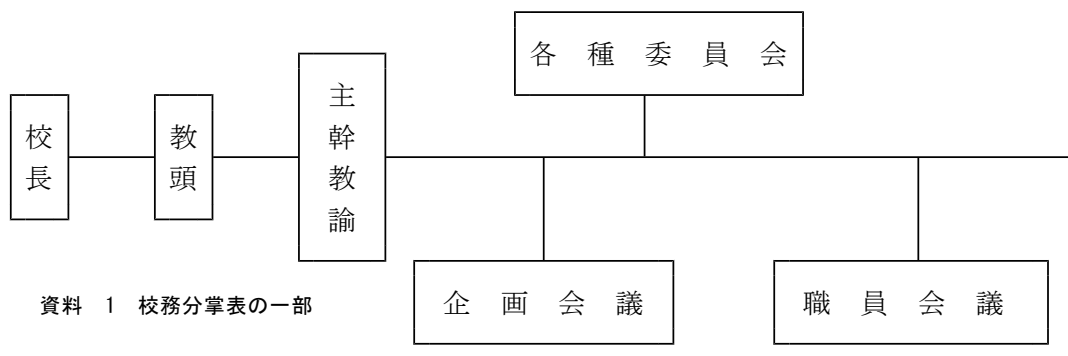 各種委員会
校長
教頭
主幹教諭
企画会議
職員会議
資料 1 校務分掌表の一部